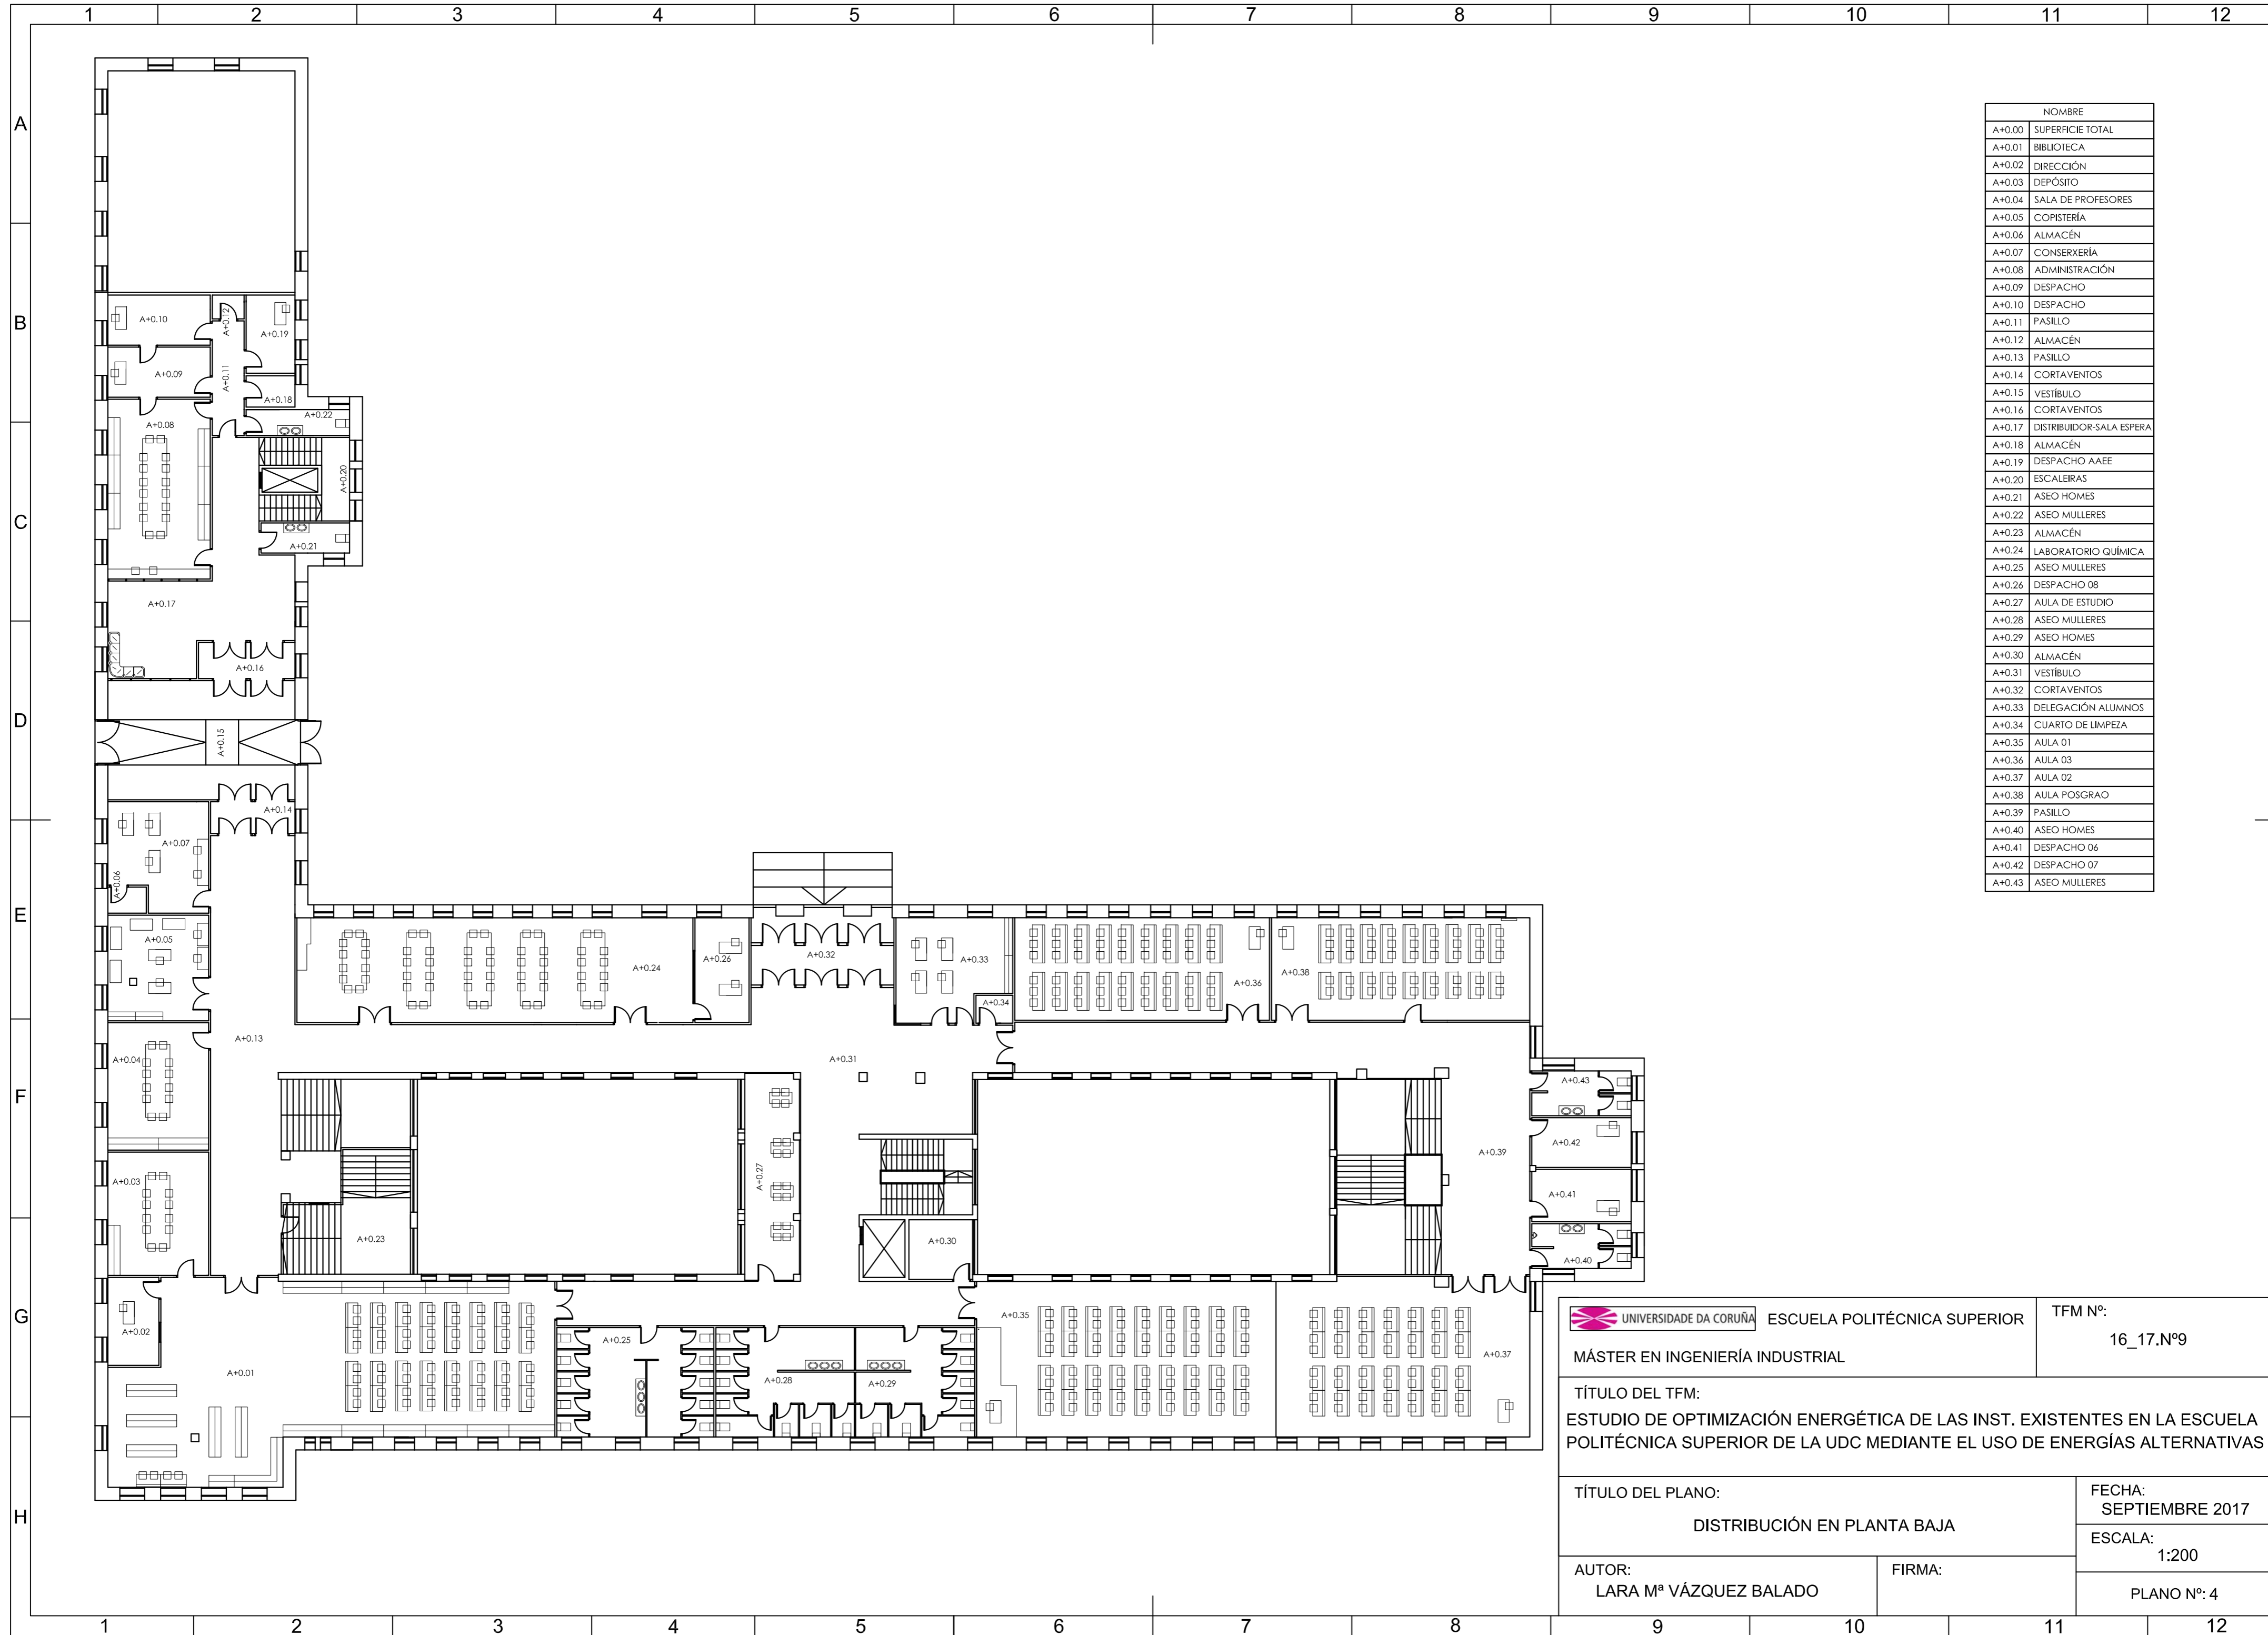 1 2 3 4 5 6 7 8 9 10 11 12
A
B
C
D
E
F
G
H
NOMBRE
A+0.00 SUPERFICIE TOTAL
A+0.01 BIBLIOTECA
A+0.02 DIRECCIÓN
A+0.03 DEPÓSITO
A+0.04 SALA DE PROFESORES
A+0.05 COPISTERÍA
A+0.06 ALMACÉN
A+0.07 CONSERXERÍA
A+0.08 ADMINISTRACIÓN
A+0.09 DESPACHO
A+0.10 DESPACHO
A+0.11 PASILLO
A+0.12 ALMACÉN
A+0.13 PASILLO
A+0.14 CORTAVENTOS
A+0.15 VESTÍBULO
A+0.16 CORTAVENTOS
A+0.17 DISTRIBUIDOR-SALA ESPERA
A+0.18 ALMACÉN
A+0.19 DESPACHO AAEE
A+0.20 ESCALEIRAS
A+0.21 ASEO HOMES
A+0.22 ASEO MULLERES
A+0.23 ALMACÉN
A+0.24 LABORATORIO QUÍMICA
A+0.25 ASEO MULLERES
A+0.26 DESPACHO 08
A+0.27 AULA DE ESTUDIO
A+0.28 ASEO MULLERES
A+0.29 ASEO HOMES
A+0.30 ALMACÉN
A+0.31 VESTÍBULO
A+0.32 CORTAVENTOS
A+0.33 DELEGACIÓN ALUMNOS
A+0.34 CUARTO DE LIMPEZA
A+0.35 AULA 01
A+0.36 AULA 03
A+0.37 AULA 02
A+0.38 AULA POSGRAO
A+0.39 PASILLO
A+0.40 ASEO HOMES
A+0.41 DESPACHO 06
A+0.42 DESPACHO 07
A+0.43 ASEO MULLERES
A+0.10
A+0.12
A+0.19
A+0.09
A+0.11
A+0.18
A+0.22
A+0.08
A+0.20
A+0.21
A+0.17
A+0.16
A+0.15
A+0.14
A+0.07
A+0.06
A+0.05
A+0.24
A+0.26
A+0.32
A+0.33
A+0.34
A+0.36
A+0.38
A+0.13
A+0.04
A+0.31
A+0.43
A+0.42
A+0.39
A+0.03
A+0.27
A+0.41
A+0.23
A+0.30
A+0.40
A+0.02
A+0.01
A+0.25
A+0.28
A+0.29
A+0.35
A+0.37
UNIVERSIDADE DA CORUÑA ESCUELA POLITÉCNICA SUPERIOR
MÁSTER EN INGENIERÍA INDUSTRIAL
TFM Nº:
16_17.Nº9
TÍTULO DEL TFM:
ESTUDIO DE OPTIMIZACIÓN ENERGÉTICA DE LAS INST. EXISTENTES EN LA ESCUELA
POLITÉCNICA SUPERIOR DE LA UDC MEDIANTE EL USO DE ENERGÍAS ALTERNATIVAS
TÍTULO DEL PLANO:
DISTRIBUCIÓN EN PLANTA BAJA
FECHA:
SEPTIEMBRE 2017
ESCALA:
1:200
AUTOR:
LARA Mª VÁZQUEZ BALADO
FIRMA:
PLANO Nº: 4
1 2 3 4 5 6 7 8 9 10 11 12